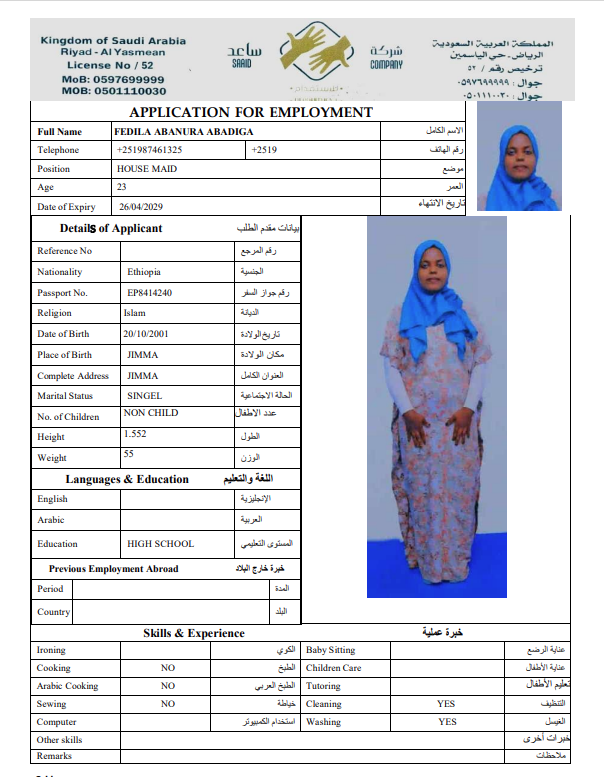 Kingdom of Saudi Arabia
Riyad - Al Yasmean
License No / 52
MoB: 0597699999
MOB: 0501110030
ساعد
SAAID
شركة
COMPANY
للإستقدام
المملكة العربية السعودية
الرياض - حي الياسمين
ترخيص رقم / ٥٢
جوال : ٠٥٩٧٦٩٩٩٩٩
جوال : ٠٥٠١١١٠٠٣٠
APPLICATION FOR EMPLOYMENT
Full Name FEDILA ABANURA ABADIGA الاسم الكامل
Telephone +251987461325 +2519 رقم الهاتف
Position HOUSE MAID موضع
Age 23 العمر
Date of Expiry 26/04/2029 تاريخ الانتهاء
Details of Applicant بيانات مقدم الطلب
Reference No رقم المرجع
Nationality Ethiopia الجنسية
Passport No. EP8414240 رقم جواز السفر
Religion Islam الديانة
Date of Birth 20/10/2001 تاريخ الولادة
Place of Birth JIMMA مكان الولادة
Complete Address JIMMA العنوان الكامل
Marital Status SINGEL الحالة الاجتماعية
No. of Children NON CHILD عدد الاطفال
Height 1.552 الطول
Weight 55 الوزن
Languages & Education اللغة والتعليم
English الإنجليزية
Arabic العربية
Education HIGH SCHOOL المستوى التعليمي
Previous Employment Abroad خبرة خارج البلاد
Period المدة
Country البلد
Skills & Experience خبرة عملية
Ironing الكوي Baby Sitting عناية الرضع
Cooking NO الطبخ Children Care عناية الأطفال
Arabic Cooking NO الطبخ العربي Tutoring تعليم الأطفال
Sewing NO خياطة Cleaning YES التنظيف
Computer استخدام الكمبيوتر Washing YES الغيسل
Other skills خبرات أخرى
Remarks ملاحظات